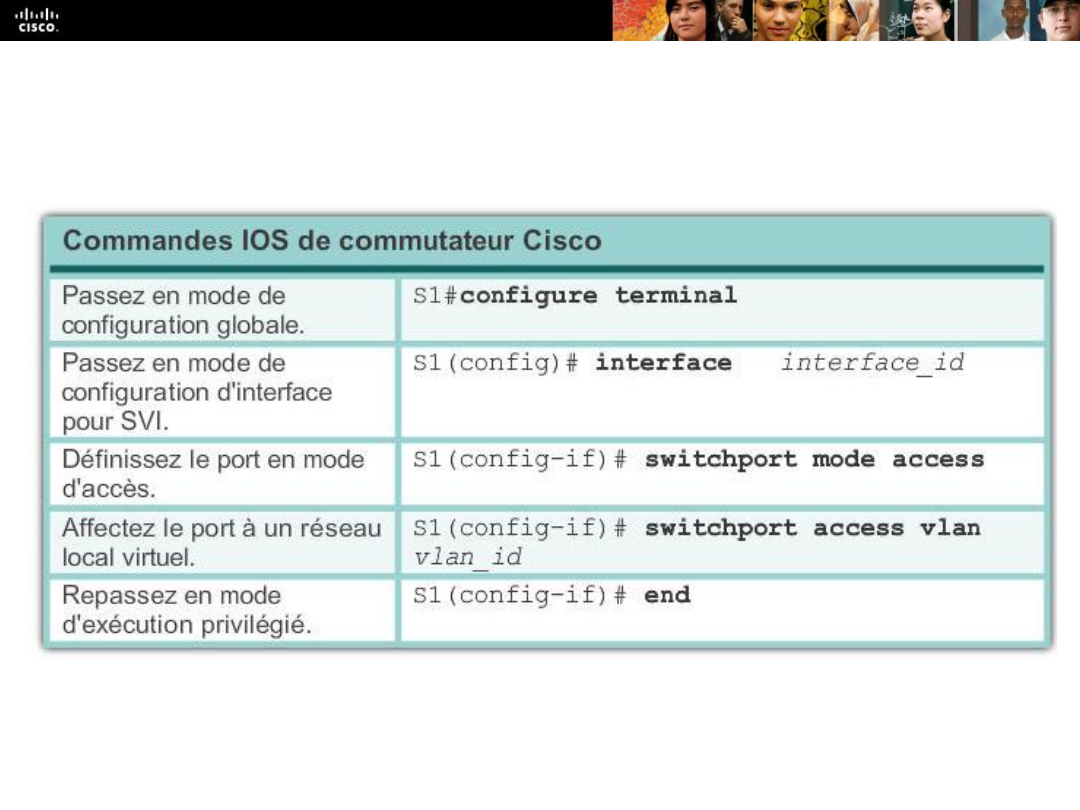 cisco.
Commandes IOS de commutateur Cisco
Passez en mode de
configuration globale.
S1#configure terminal
Passez en mode de
configuration d'interface
pour SVI.
S1(config)# interface interface_id
Définissez le port en mode
d'accès.
S1(config-if)# switchport mode access
Affectez le port à un réseau
local virtuel.
S1(config-if)# switchport access vlan
vlan_id
Repassez en mode
d'exécution privilégié.
S1(config-if)# end